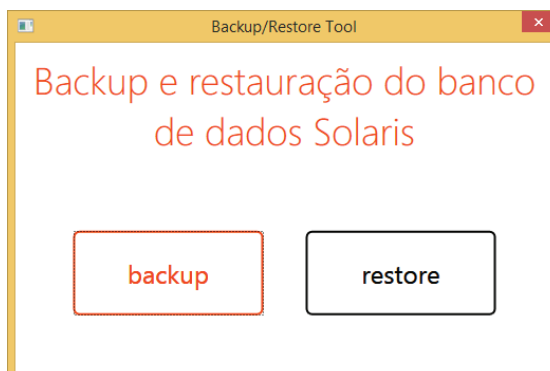 Backup/Restore Tool
Backup e restauração do banco
de dados Solaris
backup
restore